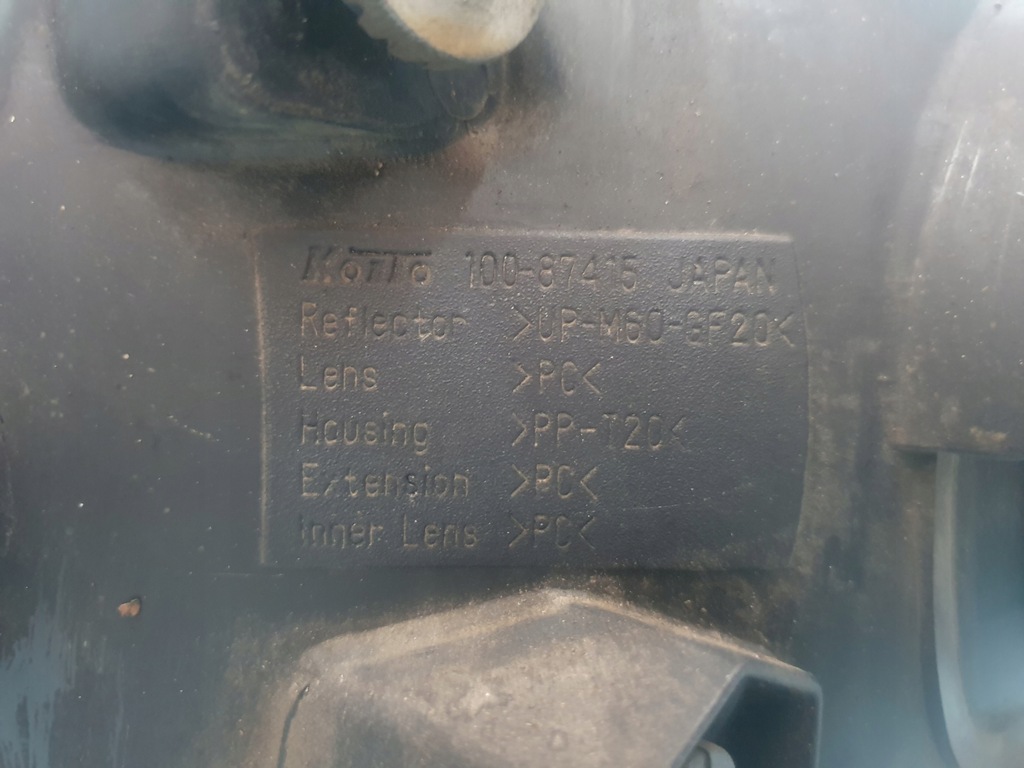 KOITO 100-87415 JAPAN
Reflector >UP-M60-GF20<
Lens >PC<
Housing >PP-T20<
Extension >PC<
Inner Lens >PC<